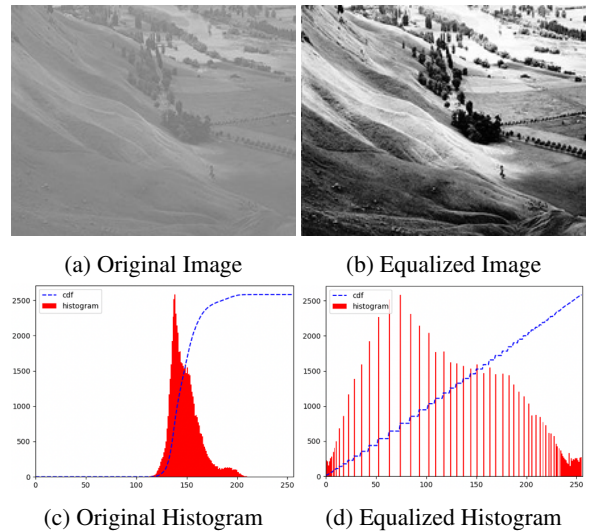 (a) Original Image
(b) Equalized Image
cdf
histogram
2500
2000
1500
1000
500
0
0 50 100 150 200 250
(c) Original Histogram
cdf
histogram
2500
2000
1500
1000
500
0
0 50 100 150 200 250
(d) Equalized Histogram